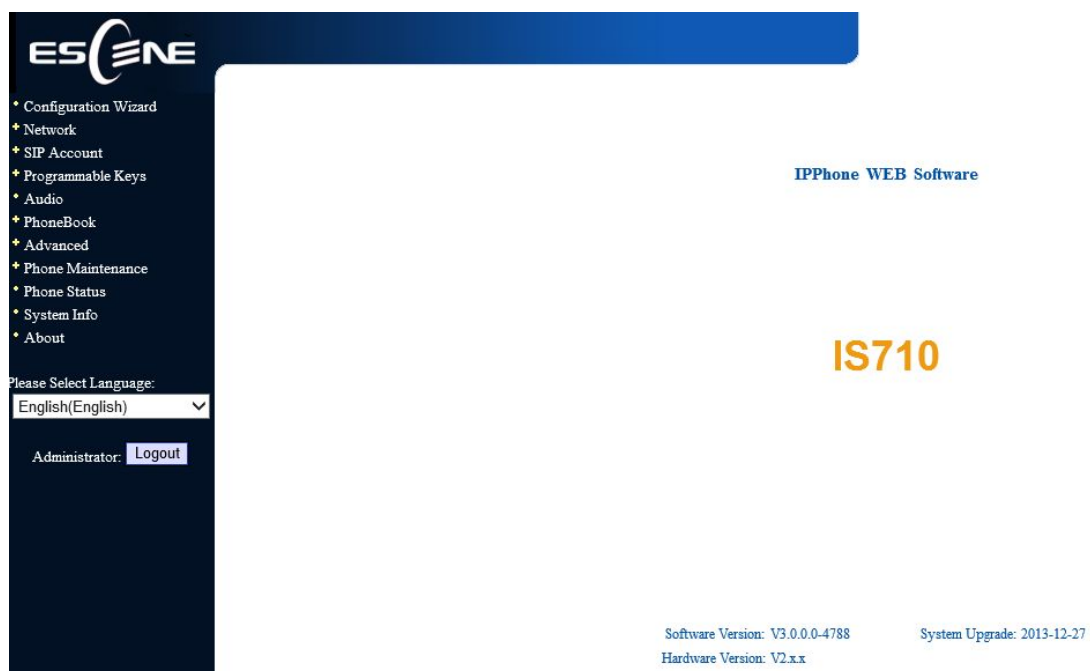 ESCENE
Configuration Wizard
Network
SIP Account
Programmable Keys
Audio
PhoneBook
Advanced
Phone Maintenance
Phone Status
System Info
About
Please Select Language:
English(English)
Administrator: Logout
IPPhone WEB Software
IS710
Software Version: V3.0.0.0-4788 System Upgrade: 2013-12-27
Hardware Version: V2.x.x